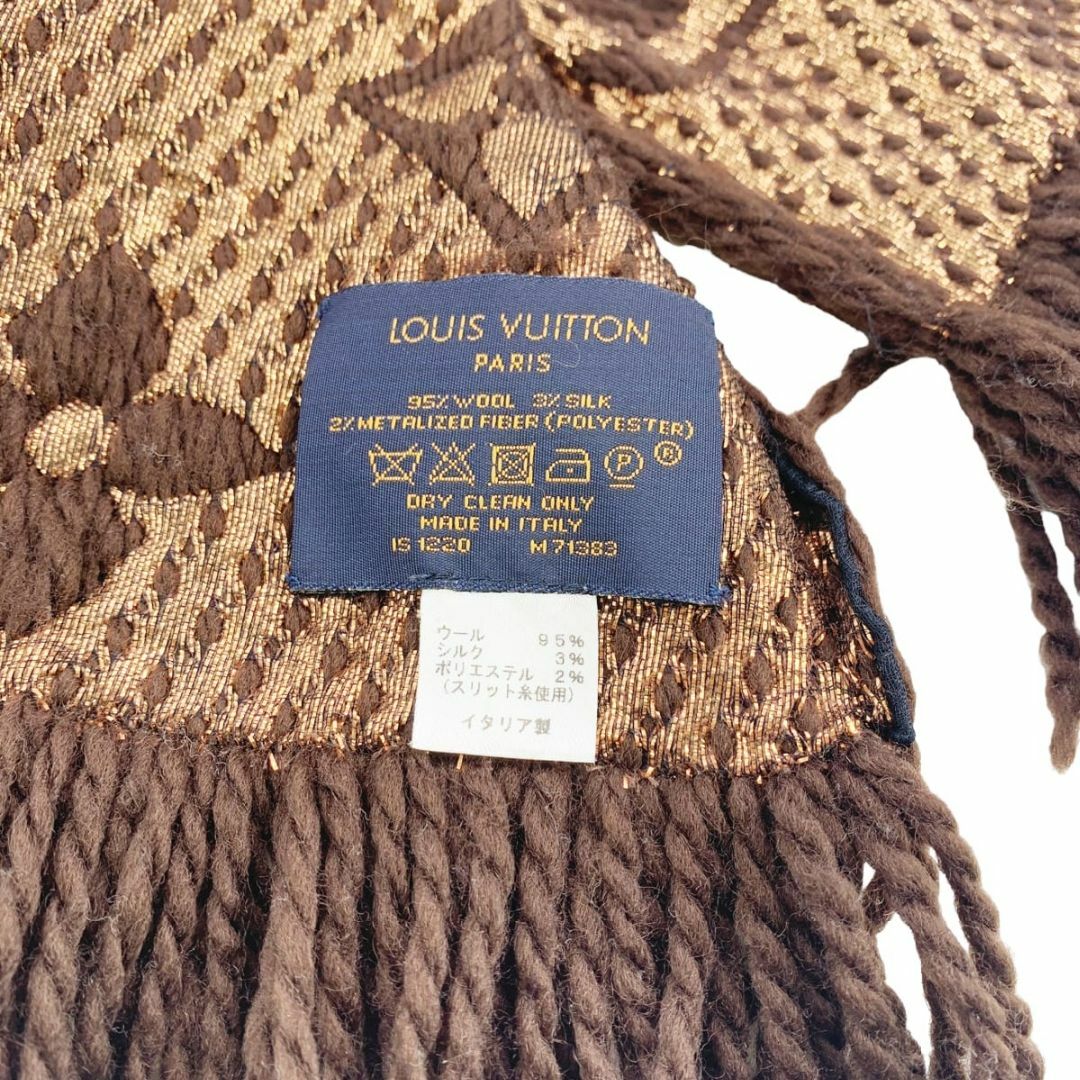 LOUIS VUITTON
PARIS
95% WOOL 3% SILK
2% METALIZED FIBER (POLYESTER)
P ®
DRY CLEAN ONLY
MADE IN ITALY
IS 1220 M71383
ウール 95%
シルク 3%
ポリエステル 2%
(スリット糸使用)
イタリア製